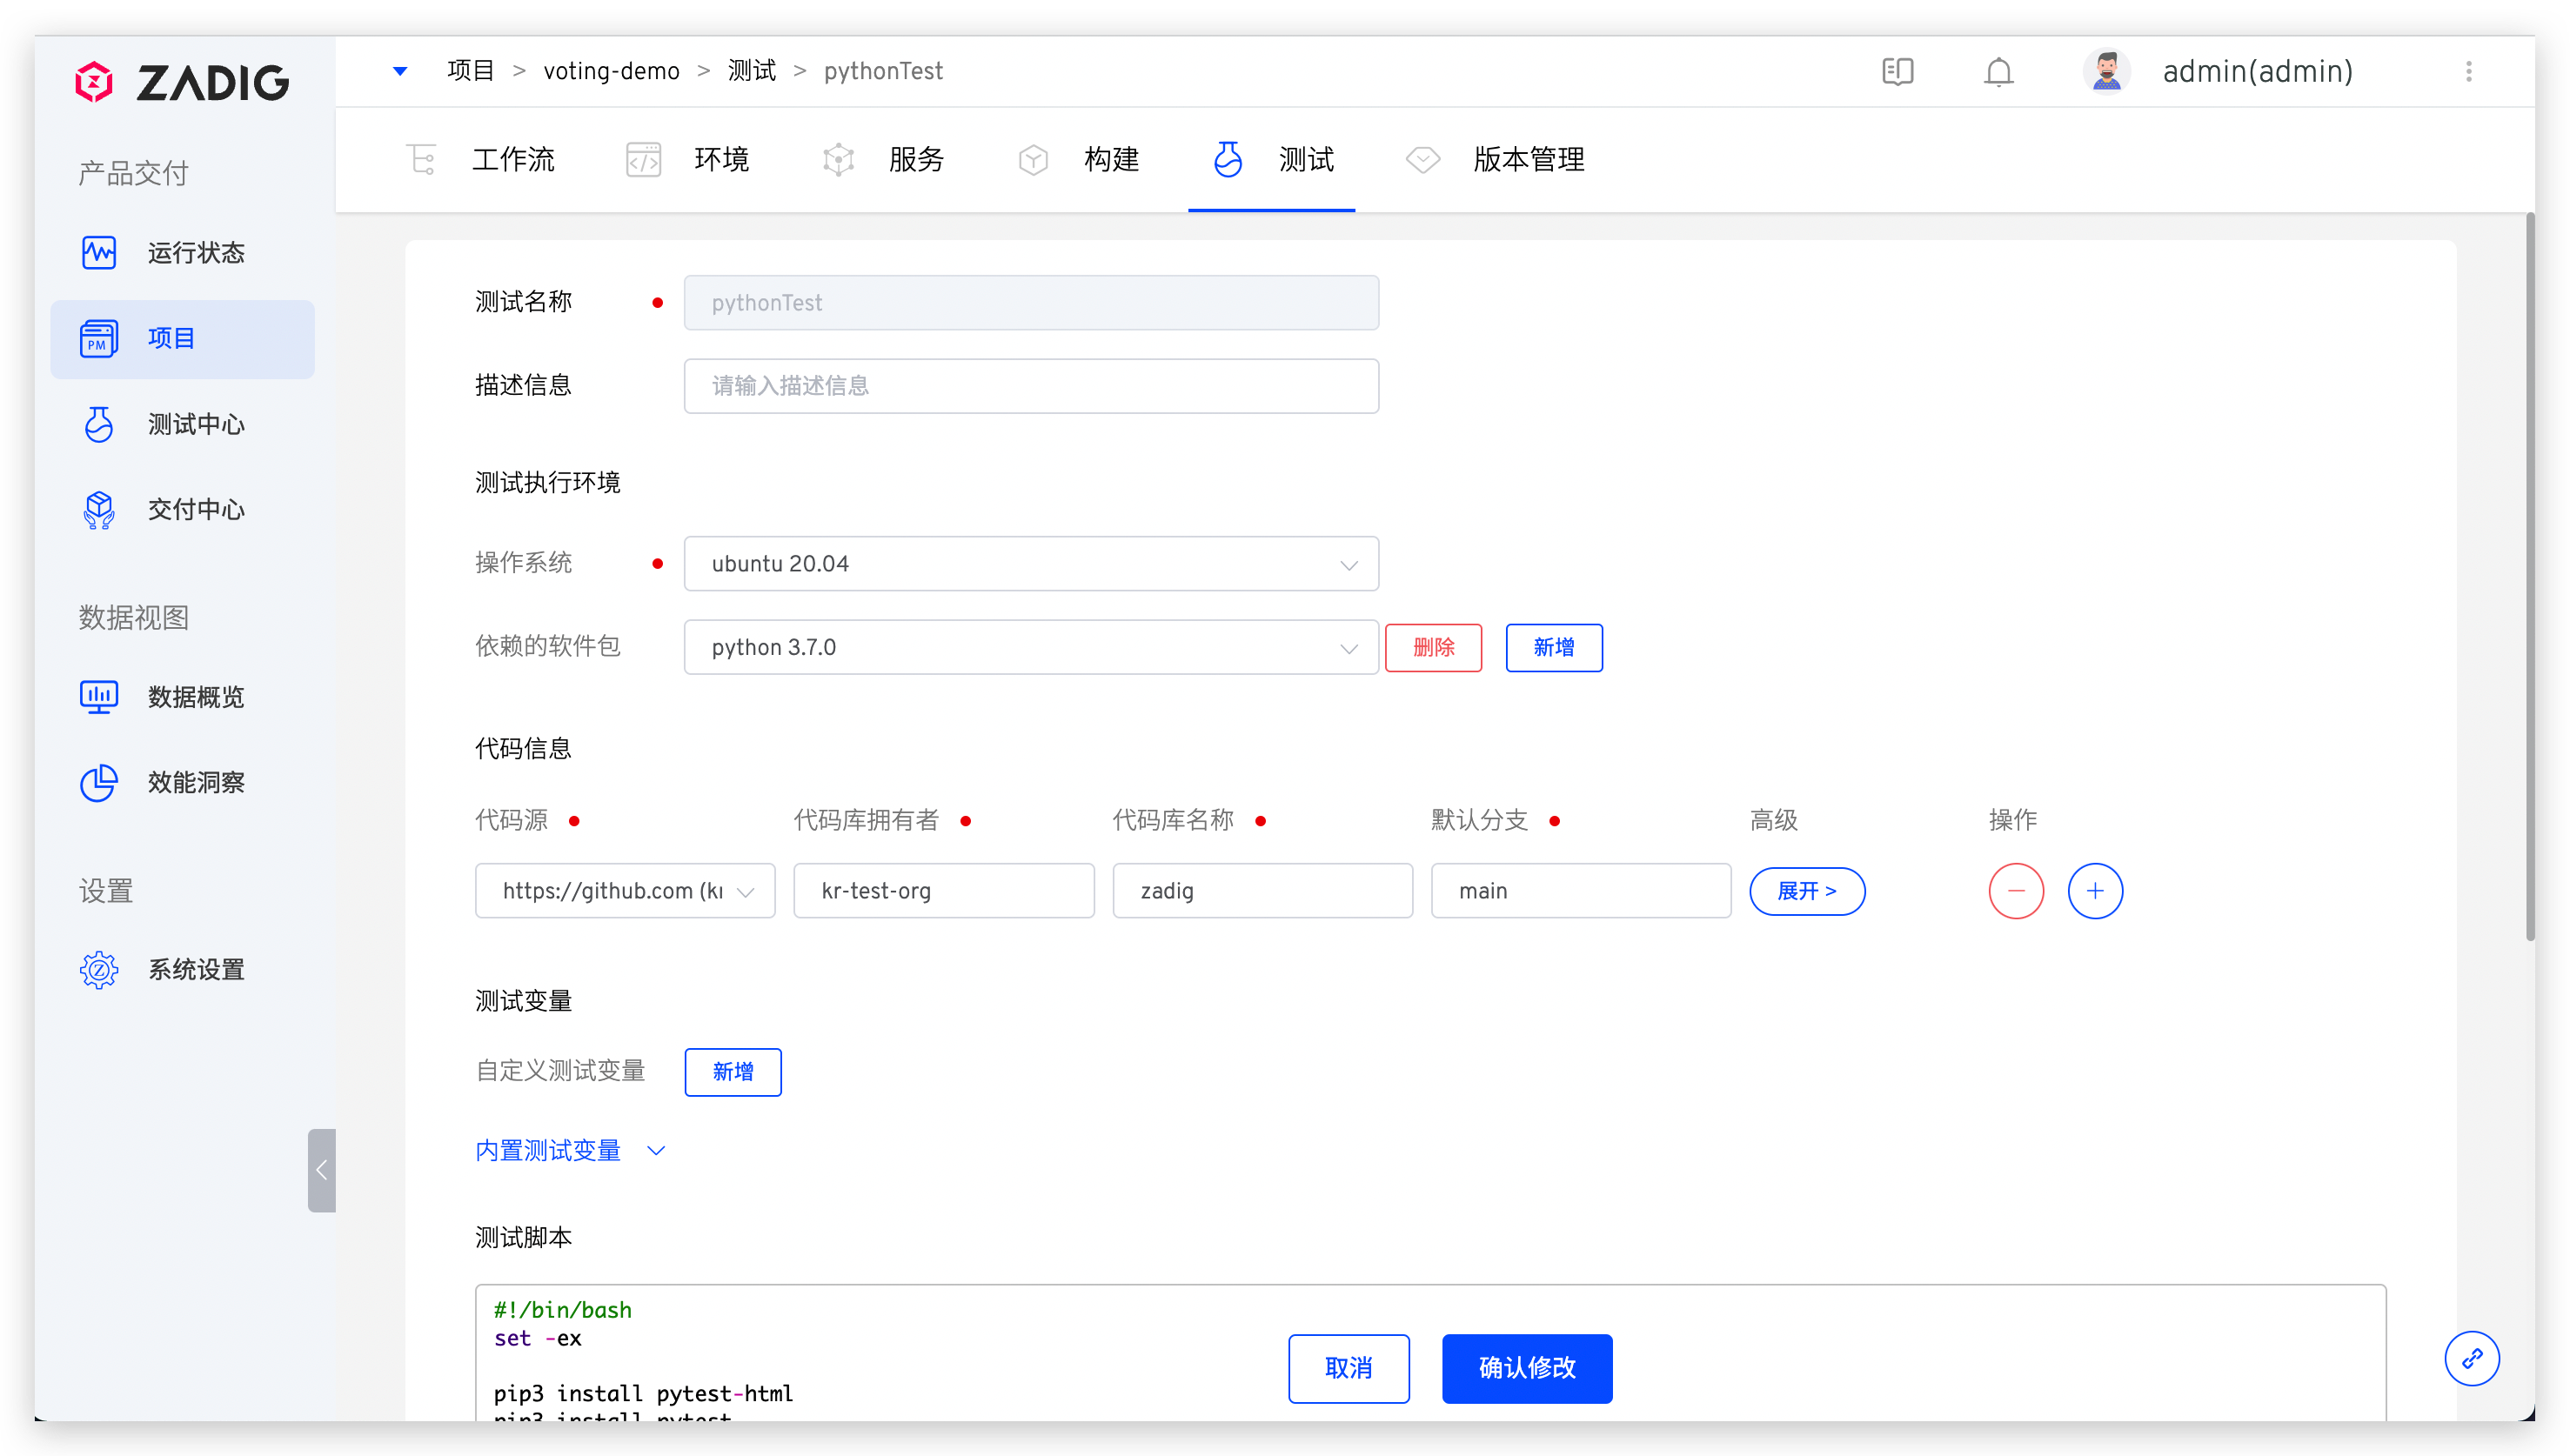 ZADIG
项目 > voting-demo > 测试 > pythonTest
admin(admin)
产品交付
运行状态
PM
项目
测试中心
交付中心
数据视图
数据概览
效能洞察
设置
系统设置
工作流
环境
服务
构建
测试
版本管理
测试名称 pythonTest
描述信息 请输入描述信息
测试执行环境
操作系统 ubuntu 20.04
依赖的软件包 python 3.7.0 删除 新增
代码信息
代码源 代码库拥有者 代码库名称 默认分支 高级 操作
https://github.com (kr kr-test-org zadig main 展开 >
测试变量
自定义测试变量 新增
内置测试变量
测试脚本
#!/bin/bash
set -ex
pip3 install pytest-html
pip3 install pytest
取消 确认修改